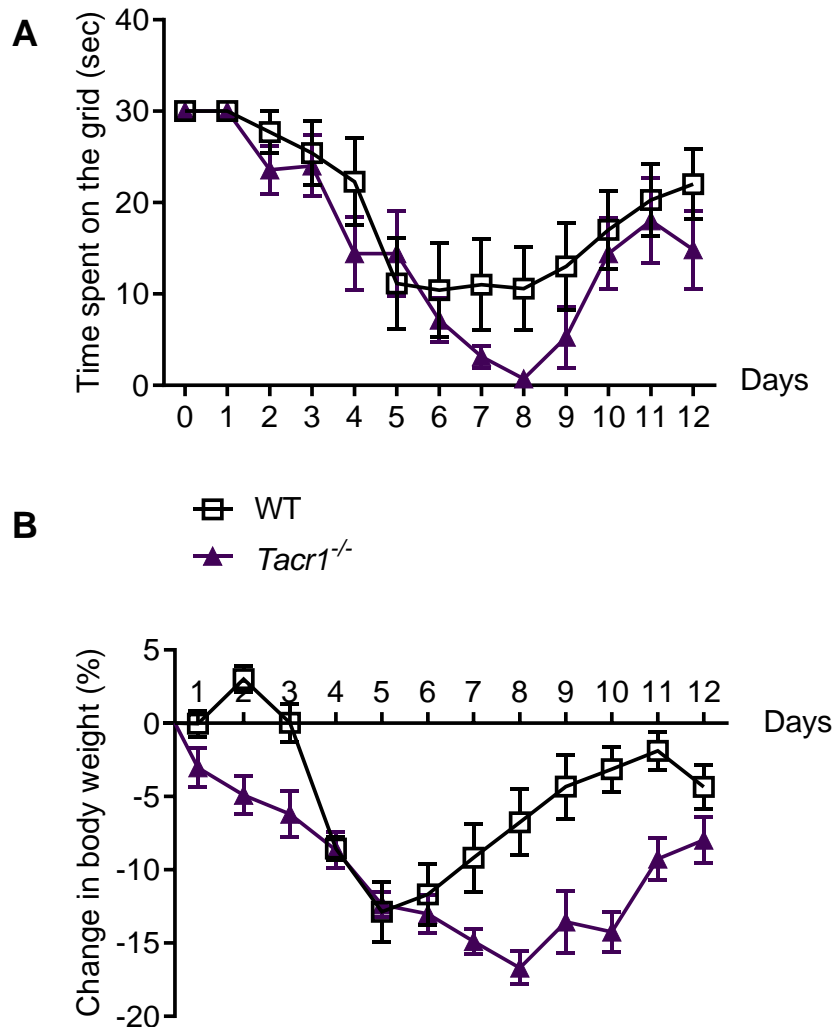 A
Time spent on the grid (sec)
40
30
20
10
0
0 1 2 3 4 5 6 7 8 9 10 11 12
Days
B
WT
Tacr1-/-
Change in body weight (%)
5
0
-5
-10
-15
-20
1 2 3 4 5 6 7 8 9 10 11 12
Days